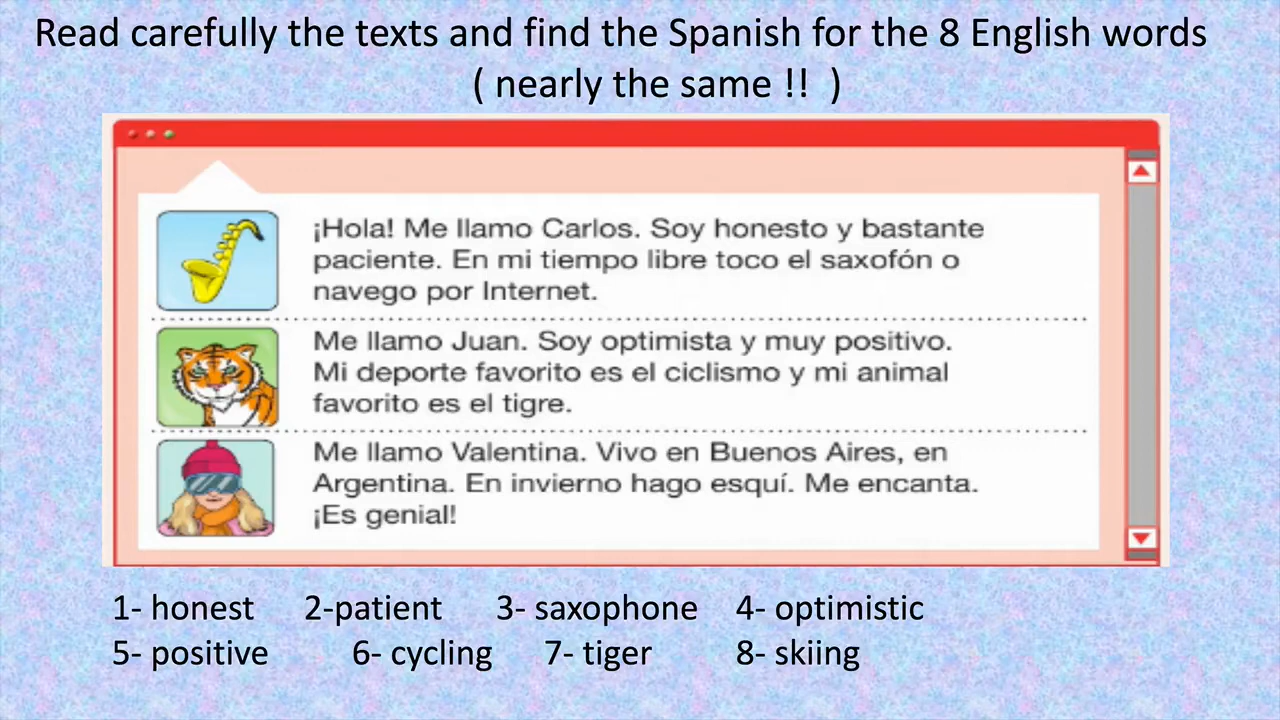 Read carefully the texts and find the Spanish for the 8 English words
( nearly the same !!  )
¡Hola! Me llamo Carlos. Soy honesto y bastante
paciente. En mi tiempo libre toco el saxofón o
navego por Internet.
Me llamo Juan. Soy optimista y muy positivo.
Mi deporte favorito es el ciclismo y mi animal
favorito es el tigre.
Me llamo Valentina. Vivo en Buenos Aires, en
Argentina. En invierno hago esquí. Me encanta.
¡Es genial!
1- honest 2-patient 3- saxophone 4- optimistic
5- positive 6- cycling 7- tiger 8- skiing